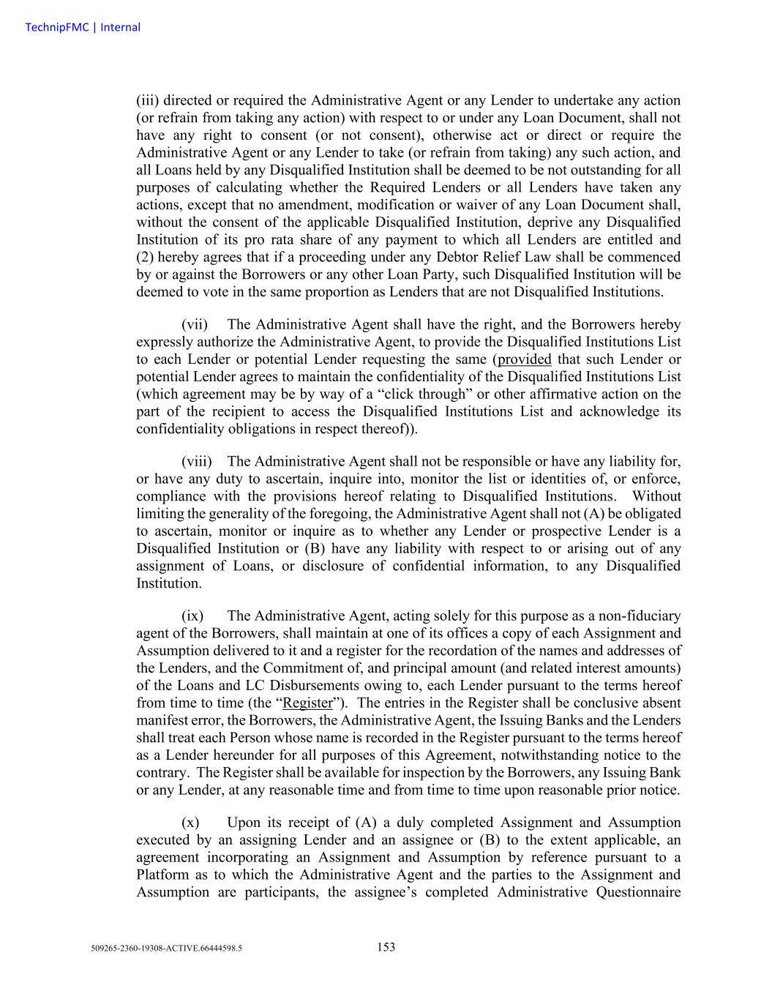 TechnipFMC | Internal
(iii) directed or required the Administrative Agent or any Lender to undertake any action
(or refrain from taking any action) with respect to or under any Loan Document, shall not
have any right to consent (or not consent), otherwise act or direct or require the
Administrative Agent or any Lender to take (or refrain from taking) any such action, and
all Loans held by any Disqualified Institution shall be deemed to be not outstanding for all
purposes of calculating whether the Required Lenders or all Lenders have taken any
actions, except that no amendment, modification or waiver of any Loan Document shall,
without the consent of the applicable Disqualified Institution, deprive any Disqualified
Institution of its pro rata share of any payment to which all Lenders are entitled and
(2) hereby agrees that if a proceeding under any Debtor Relief Law shall be commenced
by or against the Borrowers or any other Loan Party, such Disqualified Institution will be
deemed to vote in the same proportion as Lenders that are not Disqualified Institutions.
(vii) The Administrative Agent shall have the right, and the Borrowers hereby
expressly authorize the Administrative Agent, to provide the Disqualified Institutions List
to each Lender or potential Lender requesting the same (provided that such Lender or
potential Lender agrees to maintain the confidentiality of the Disqualified Institutions List
(which agreement may be by way of a “click through” or other affirmative action on the
part of the recipient to access the Disqualified Institutions List and acknowledge its
confidentiality obligations in respect thereof)).
(viii) The Administrative Agent shall not be responsible or have any liability for,
or have any duty to ascertain, inquire into, monitor the list or identities of, or enforce,
compliance with the provisions hereof relating to Disqualified Institutions. Without
limiting the generality of the foregoing, the Administrative Agent shall not (A) be obligated
to ascertain, monitor or inquire as to whether any Lender or prospective Lender is a
Disqualified Institution or (B) have any liability with respect to or arising out of any
assignment of Loans, or disclosure of confidential information, to any Disqualified
Institution.
(ix) The Administrative Agent, acting solely for this purpose as a non-fiduciary
agent of the Borrowers, shall maintain at one of its offices a copy of each Assignment and
Assumption delivered to it and a register for the recordation of the names and addresses of
the Lenders, and the Commitment of, and principal amount (and related interest amounts)
of the Loans and LC Disbursements owing to, each Lender pursuant to the terms hereof
from time to time (the “Register”). The entries in the Register shall be conclusive absent
manifest error, the Borrowers, the Administrative Agent, the Issuing Banks and the Lenders
shall treat each Person whose name is recorded in the Register pursuant to the terms hereof
as a Lender hereunder for all purposes of this Agreement, notwithstanding notice to the
contrary. The Register shall be available for inspection by the Borrowers, any Issuing Bank
or any Lender, at any reasonable time and from time to time upon reasonable prior notice.
(x) Upon its receipt of (A) a duly completed Assignment and Assumption
executed by an assigning Lender and an assignee or (B) to the extent applicable, an
agreement incorporating an Assignment and Assumption by reference pursuant to a
Platform as to which the Administrative Agent and the parties to the Assignment and
Assumption are participants, the assignee’s completed Administrative Questionnaire
509265-2360-19308-ACTIVE.66444598.5
153